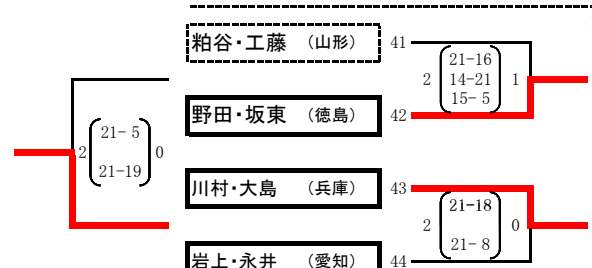 粕谷・工藤 （山形） 41
21-16
2 14-21 1
15- 5
野田・坂東 （徳島） 42
21- 5
2 0
21-19
川村・大島 （兵庫） 43
21-18
2 0
21- 8
岩上・永井 （愛知） 44